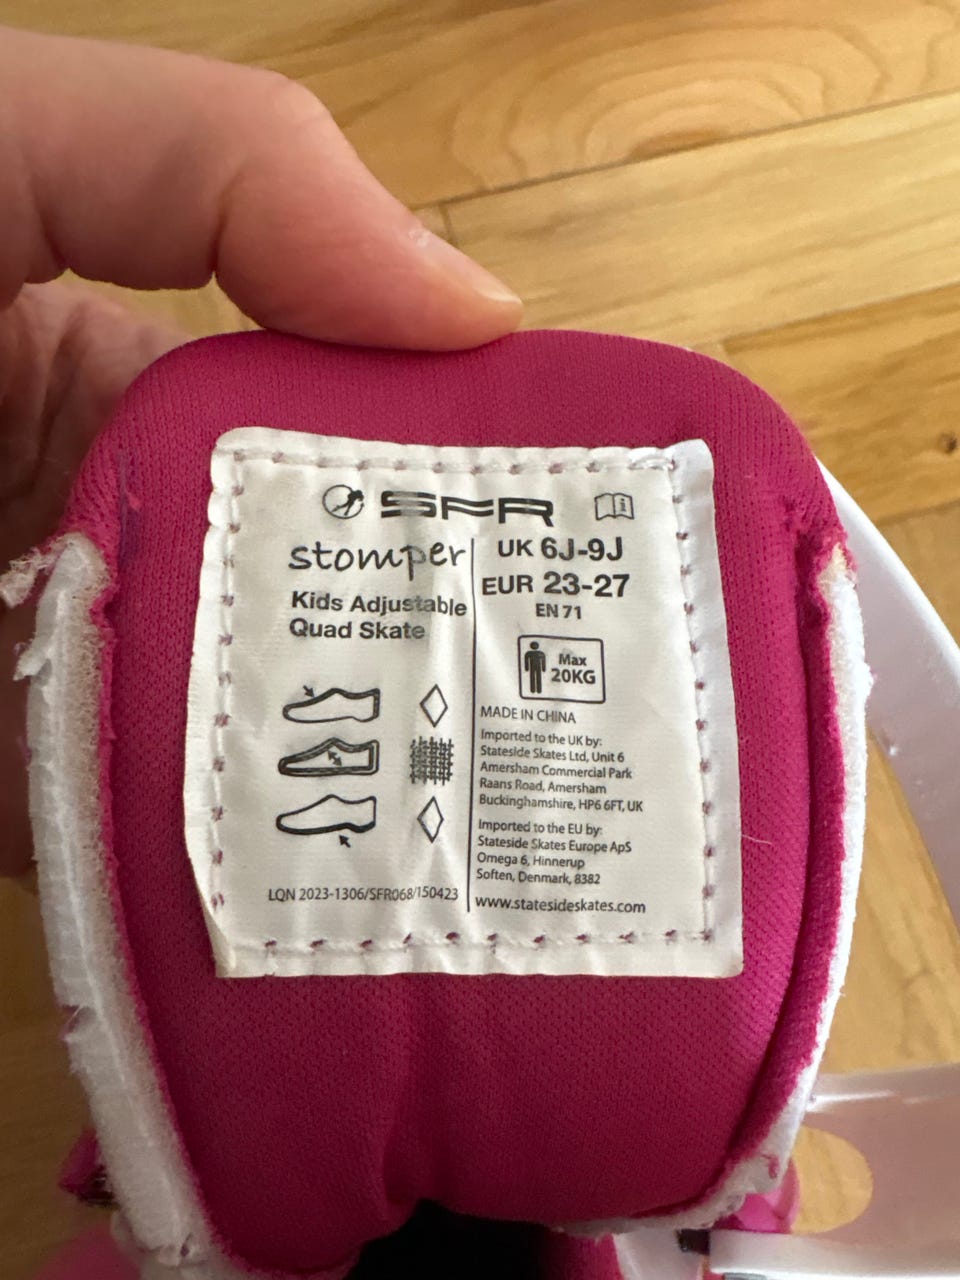 SFR
stomper
Kids Adjustable
Quad Skate
LQN 2023-1306/SFR068/150423
UK 6J-9J
EUR 23-27
EN 71
Max
20KG
MADE IN CHINA
Imported to the UK by:
Stateside Skates Ltd, Unit 6
Amersham Commercial Park
Raans Road, Amersham
Buckinghamshire, HP6 6FT, UK
Imported to the EU by:
Stateside Skates Europe ApS
Omega 6, Hinnerup
Soften, Denmark, 8382
www.statesideskates.com